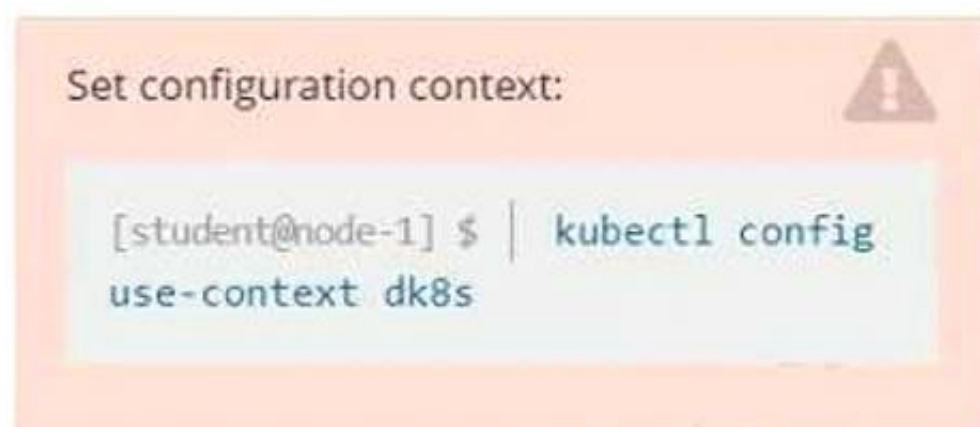 Set configuration context:
[student@node-1] $ | kubectl config
use-context dk8s